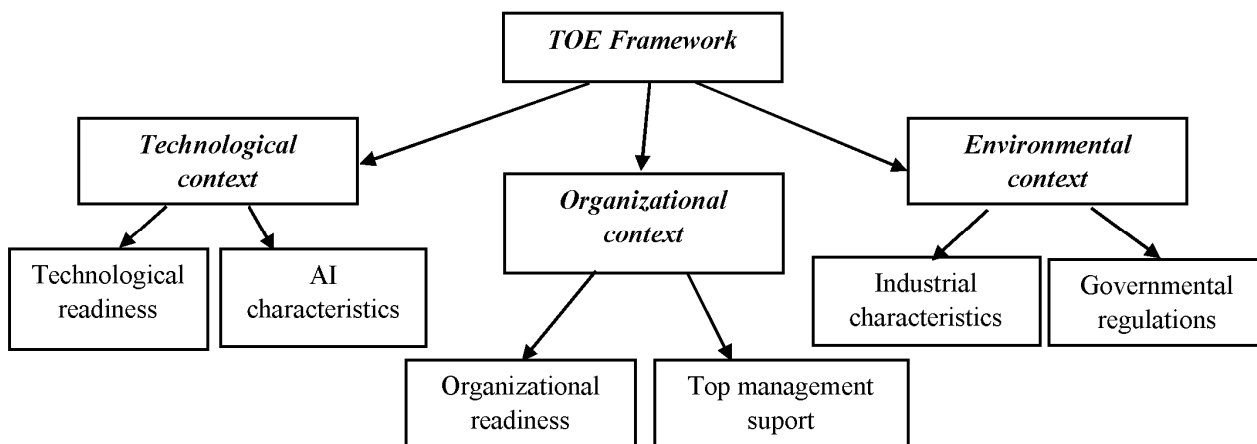 TOE Framework
Technological
context
Organizational
context
Environmental
context
Technological
readiness
AI
characteristics
Organizational
readiness
Top management
suport
Industrial
characteristics
Governmental
regulations